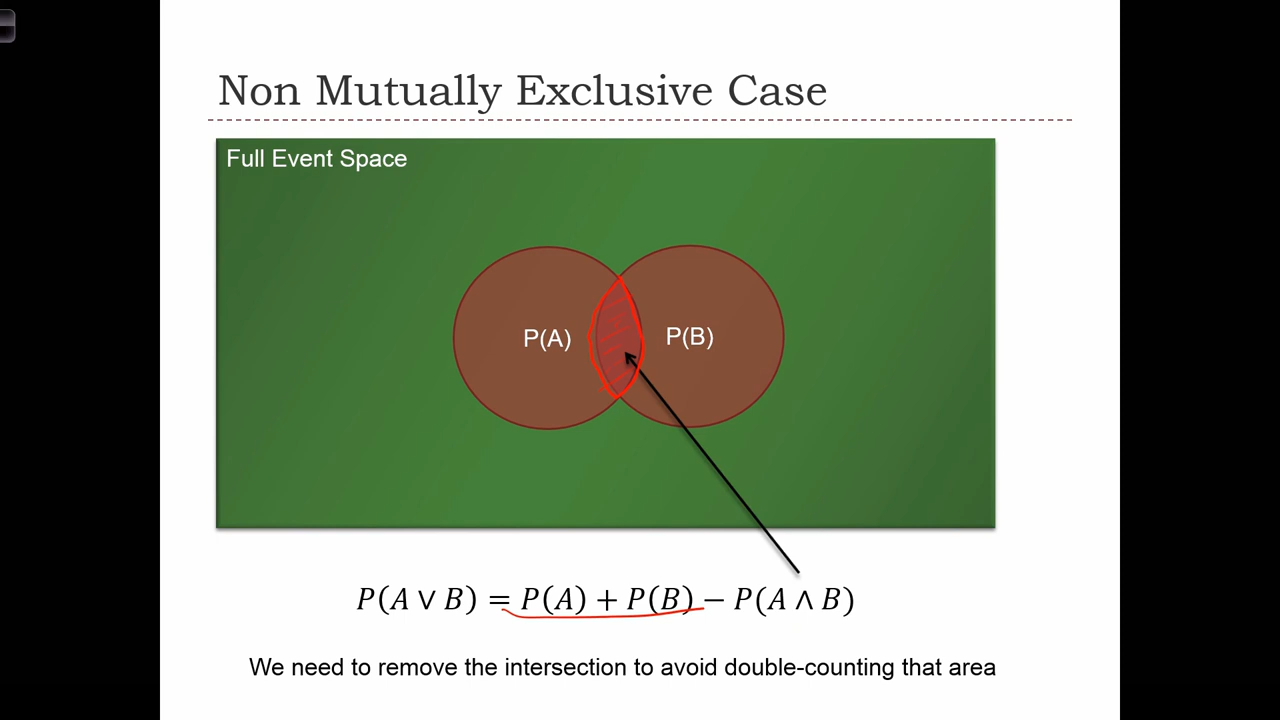 Non Mutually Exclusive Case
Full Event Space
P(A)
P(B)
P(A ∨ B) = P(A) + P(B) − P(A ∧ B)
We need to remove the intersection to avoid double-counting that area